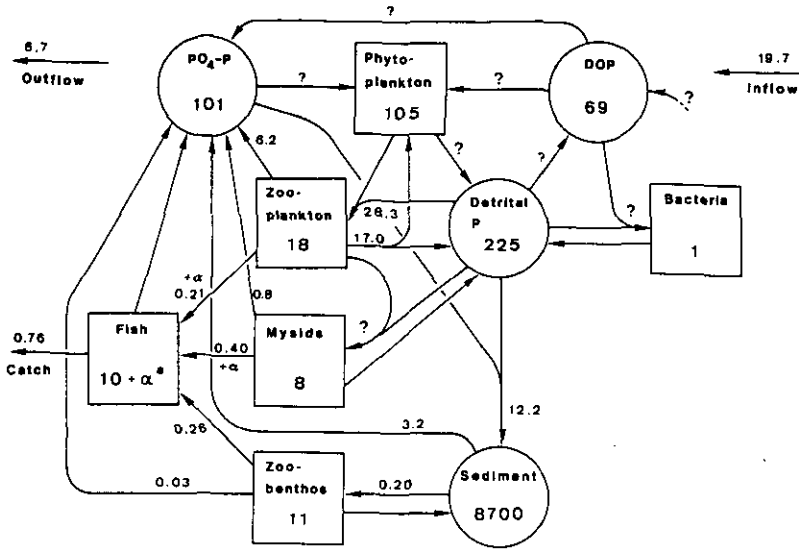 ?
6.7
Outflow
PO4-P
101
?
Phyto-
plankton
105
?
DOP
69
?
19.7
Inflow
6.2
?
?
Zoo-
plankton
18
26.3
17.0
Detrital
P
225
?
Bacteria
1
+α
0.21
0.8
?
0.76
Catch
Fish
10 + α a
0.40
+α
Mysids
8
12.2
0.26
3.2
0.03
Zoo-
benthos
11
0.20
Sediment
8700